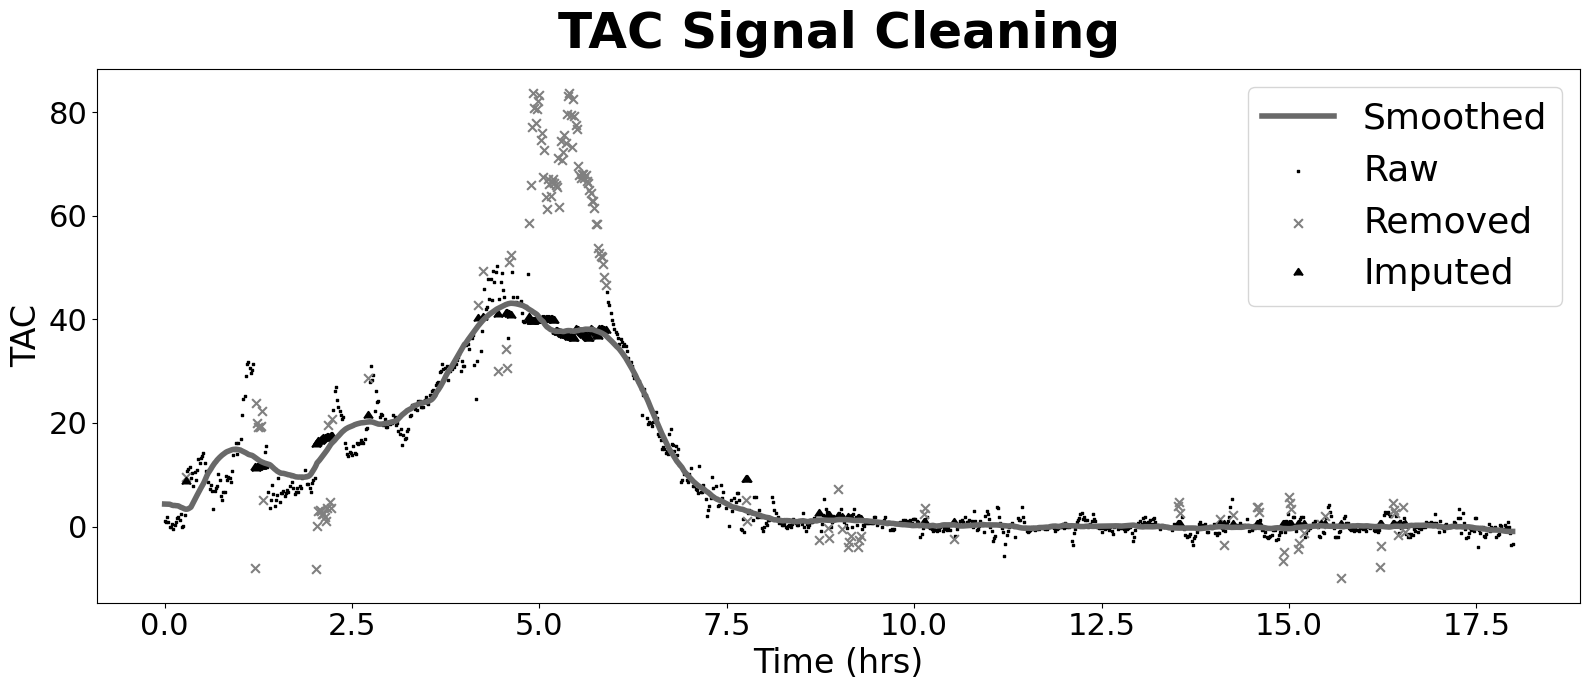 TAC Signal Cleaning
80
60
40
20
0
TAC
0.0 2.5 5.0 7.5 10.0 12.5 15.0 17.5
Time (hrs)
Smoothed
Raw
Removed
Imputed